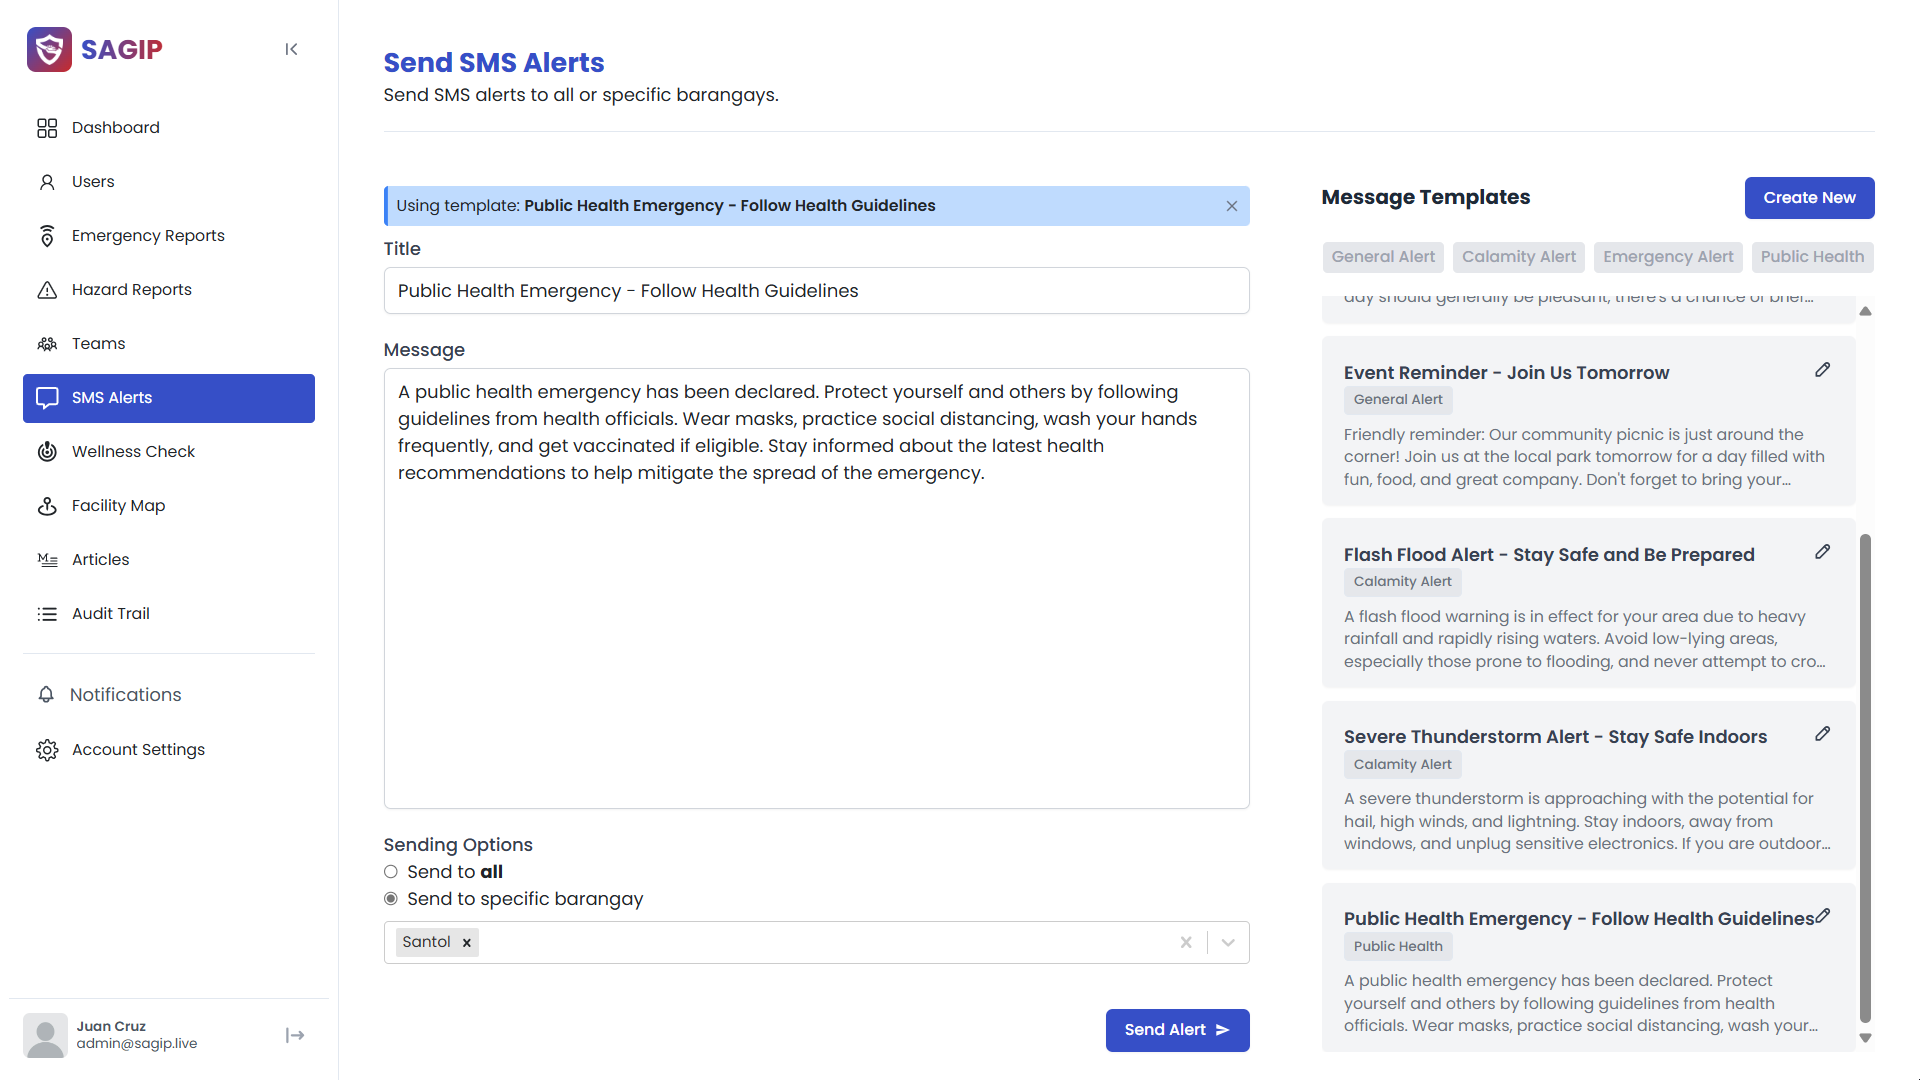 SAGIP
Dashboard
Users
Emergency Reports
Hazard Reports
Teams
SMS Alerts
Wellness Check
Facility Map
Articles
Audit Trail
Notifications
Account Settings
Juan Cruz
admin@sagip.live
Send SMS Alerts
Send SMS alerts to all or specific barangays.
Using template: Public Health Emergency - Follow Health Guidelines
Title
Public Health Emergency - Follow Health Guidelines
Message
A public health emergency has been declared. Protect yourself and others by following
guidelines from health officials. Wear masks, practice social distancing, wash your hands
frequently, and get vaccinated if eligible. Stay informed about the latest health
recommendations to help mitigate the spread of the emergency.
Sending Options
Send to all
Send to specific barangay
Santol
Send Alert
Message Templates
Create New
General Alert Calamity Alert Emergency Alert Public Health
day should generally be pleasant, there's a chance of brief...
Event Reminder - Join Us Tomorrow
General Alert
Friendly reminder: Our community picnic is just around the
corner! Join us at the local park tomorrow for a day filled with
fun, food, and great company. Don't forget to bring your...
Flash Flood Alert - Stay Safe and Be Prepared
Calamity Alert
A flash flood warning is in effect for your area due to heavy
rainfall and rapidly rising waters. Avoid low-lying areas,
especially those prone to flooding, and never attempt to cro...
Severe Thunderstorm Alert - Stay Safe Indoors
Calamity Alert
A severe thunderstorm is approaching with the potential for
hail, high winds, and lightning. Stay indoors, away from
windows, and unplug sensitive electronics. If you are outdoor...
Public Health Emergency - Follow Health Guidelines
Public Health
A public health emergency has been declared. Protect
yourself and others by following guidelines from health
officials. Wear masks, practice social distancing, wash your...